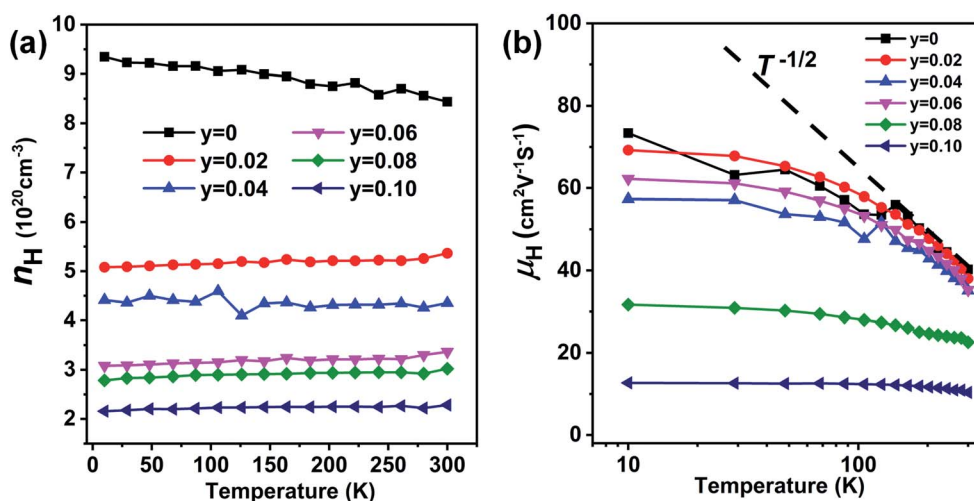 (a)
n_H (10^20 cm^-3)
10
9
8
7
6
5
4
3
2
y=0
y=0.02
y=0.04
y=0.06
y=0.08
y=0.10
0 50 100 150 200 250 300
Temperature (K)
(b)
μ_H (cm²V⁻¹S⁻¹)
100
80
60
40
20
0
T^-1/2
y=0
y=0.02
y=0.04
y=0.06
y=0.08
y=0.10
10 100
Temperature (K)